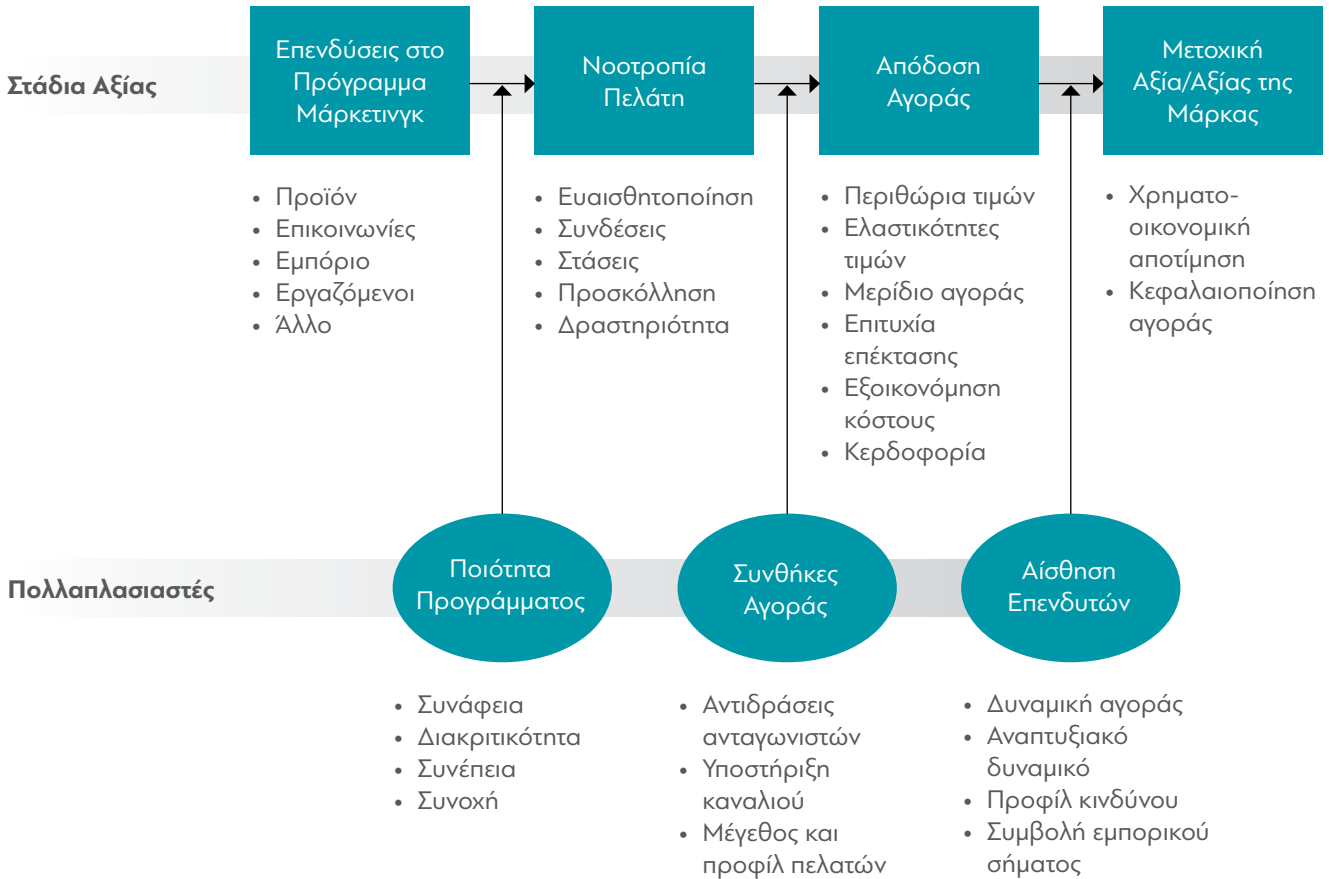 Στάδια Αξίας
Επενδύσεις στο
Πρόγραμμα
Μάρκετινγκ
Νοοτροπία
Πελάτη
Απόδοση
Αγοράς
Μετοχική
Αξία/Αξίας της
Μάρκας
• Προϊόν
• Επικοινωνίες
• Εμπόριο
• Εργαζόμενοι
• Άλλο
• Ευαισθητοποίηση
• Συνδέσεις
• Στάσεις
• Προσκόλληση
• Δραστηριότητα
• Περιθώρια τιμών
• Ελαστικότητες
τιμών
• Μερίδιο αγοράς
• Επιτυχία
επέκτασης
• Εξοικονόμηση
κόστους
• Κερδοφορία
• Χρηματο-
οικονομική
αποτίμηση
• Κεφαλαιοποίηση
αγοράς
Πολλαπλασιαστές
Ποιότητα
Προγράμματος
Συνθήκες
Αγοράς
Αίσθηση
Επενδυτών
• Συνάφεια
• Διακριτικότητα
• Συνέπεια
• Συνοχή
• Αντιδράσεις
ανταγωνιστών
• Υποστήριξη
καναλιού
• Μέγεθος και
προφίλ πελατών
• Δυναμική αγοράς
• Αναπτυξιακό
δυναμικό
• Προφίλ κινδύνου
• Συμβολή εμπορικού
σήματος